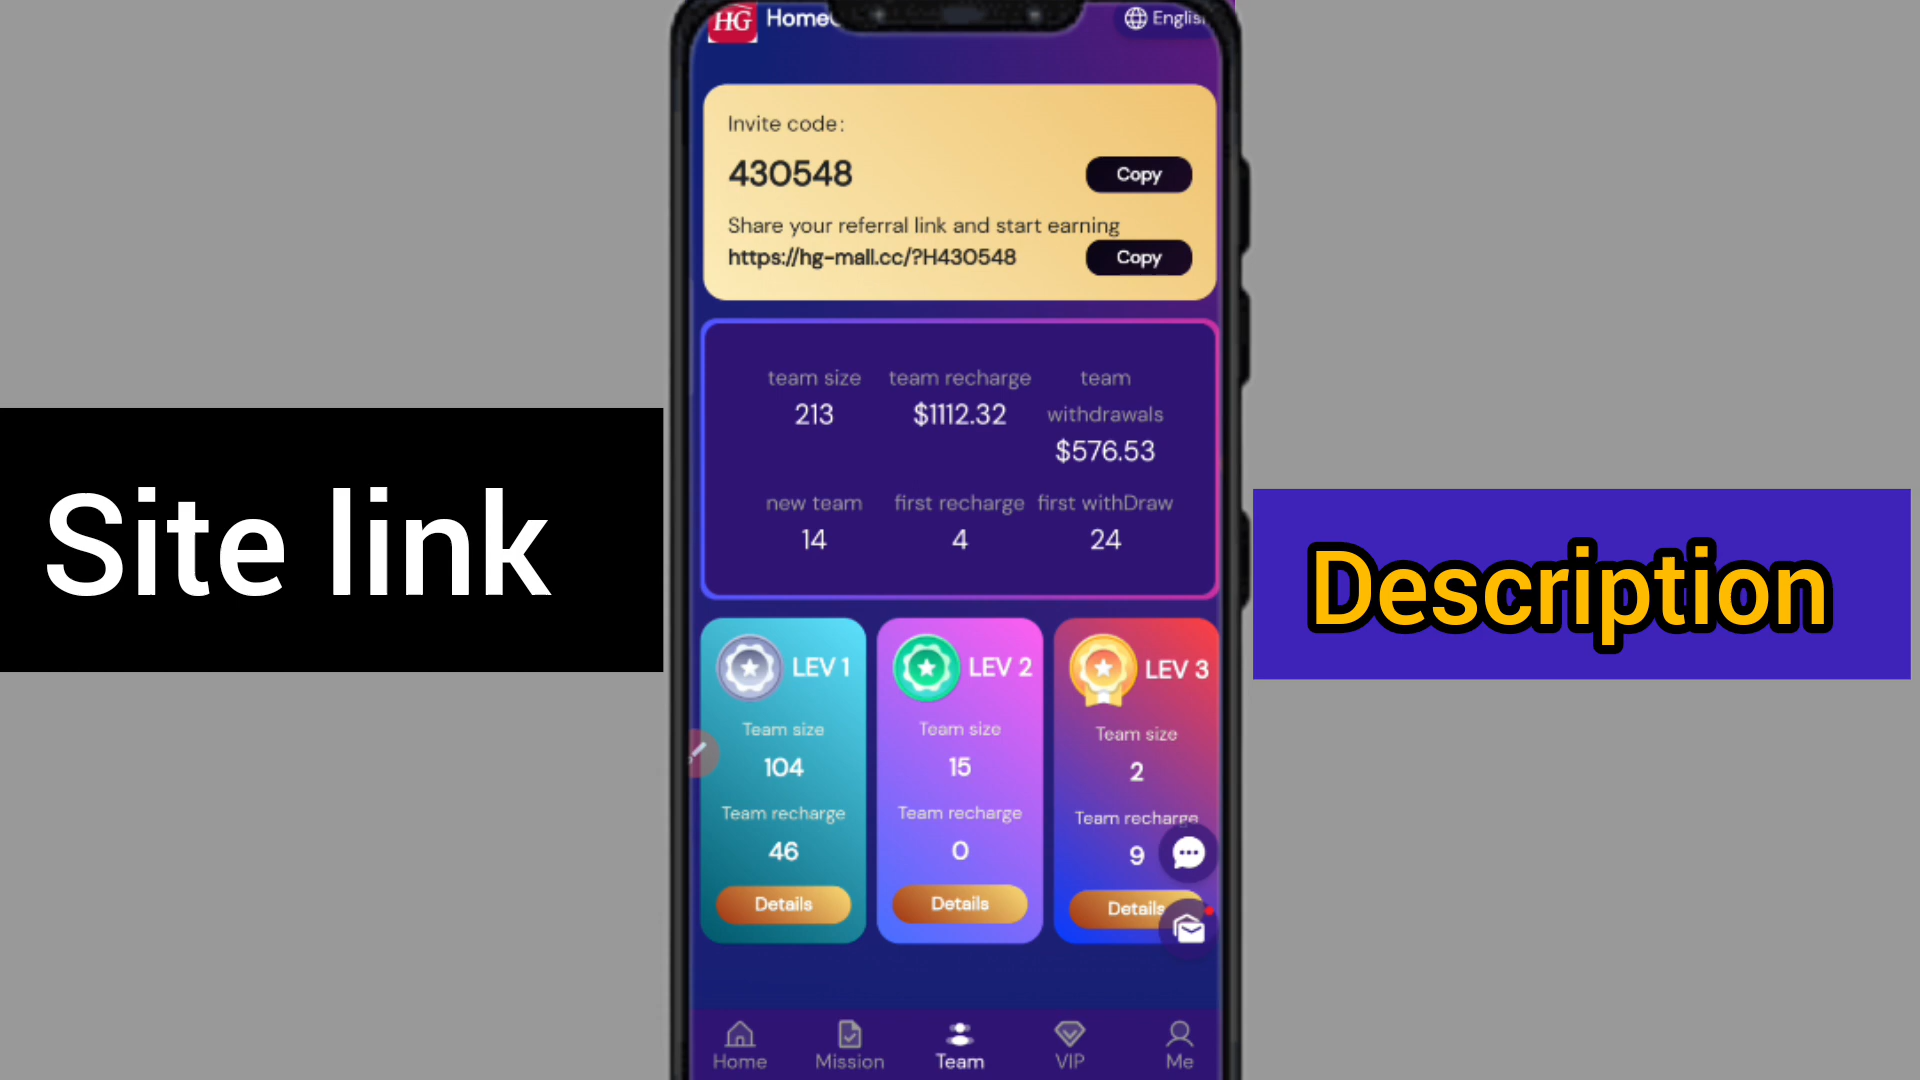 HG Home
English
Invite code:
430548
Copy
Share your referral link and start earning
https://hg-mall.cc/?H430548
Copy
team size
213
team recharge
$1112.32
team
withdrawals
$576.53
new team
14
first recharge
4
first withDraw
24
LEV 1
Team size
104
Team recharge
46
Details
LEV 2
Team size
15
Team recharge
0
Details
LEV 3
Team size
2
Team recharge
9
Details
Home
Mission
Team
VIP
Me
Site link
Description